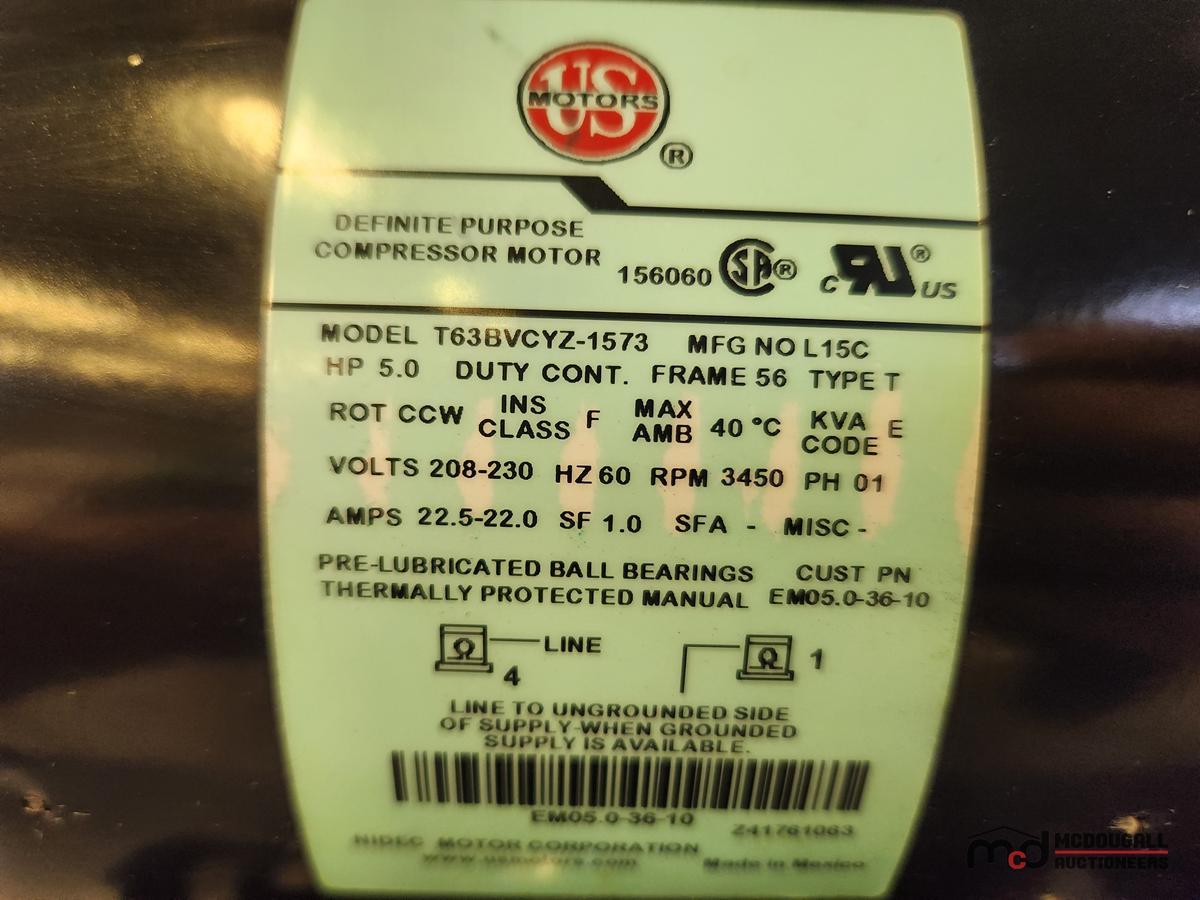 US
MOTORS
®
DEFINITE PURPOSE
COMPRESSOR MOTOR
156060 SA ® C RU ® US
MODEL T63BVCYZ-1573 MFG NO L15C
HP 5.0 DUTY CONT. FRAME 56 TYPE T
ROT CCW INS CLASS F MAX AMB 40 °C KVA CODE E
VOLTS 208-230 HZ 60 RPM 3450 PH 01
AMPS 22.5-22.0 SF 1.0 SFA - MISC -
PRE-LUBRICATED BALL BEARINGS CUST PN
THERMALLY PROTECTED MANUAL EM05.0-36-10
LINE
4 1
LINE TO UNGROUNDED SIDE
OF SUPPLY-WHEN GROUNDED
SUPPLY IS AVAILABLE.
EM05.0-36-10 Z41761063
NIDEC MOTOR CORPORATION
www.usmotors.com Made in Mexico
mcd MCDOUGALL
AUCTIONEERS